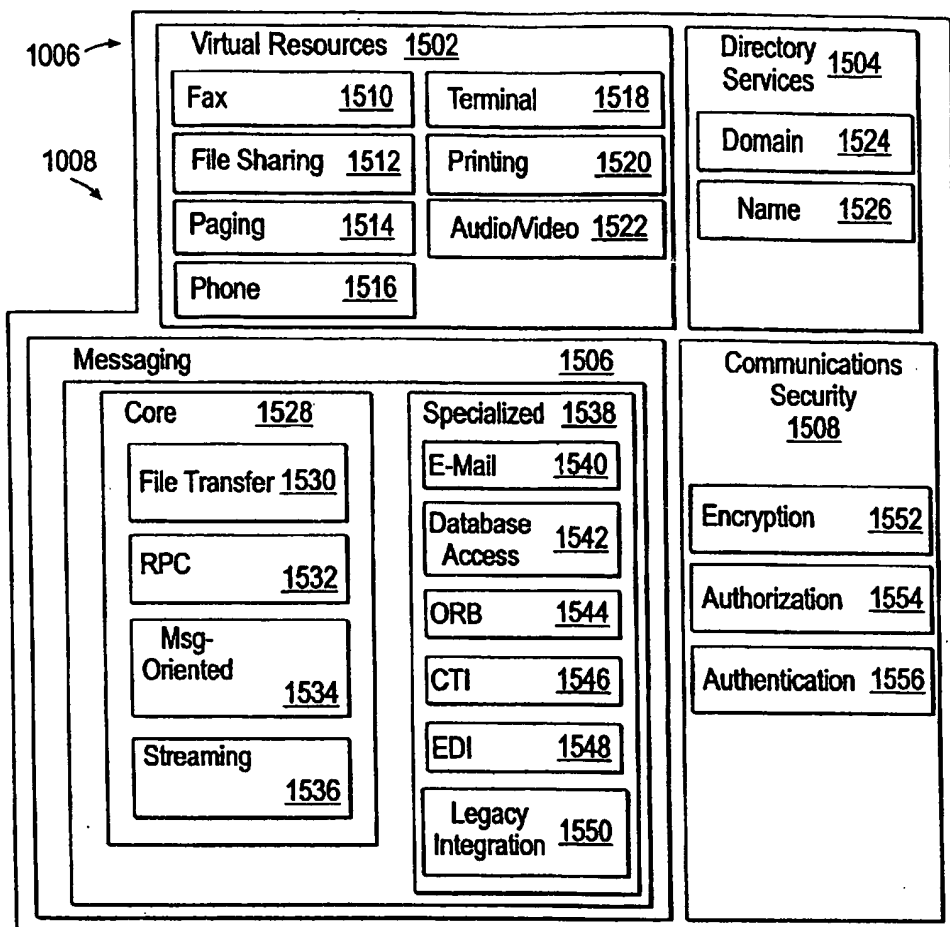 1006
1008
Virtual Resources 1502
Fax 1510
File Sharing 1512
Paging 1514
Phone 1516
Terminal 1518
Printing 1520
Audio/Video 1522
Directory
Services 1504
Domain 1524
Name 1526
Messaging 1506
Core 1528
File Transfer 1530
RPC
1532
Msg-
Oriented
1534
Streaming
1536
Specialized 1538
E-Mail 1540
Database
Access 1542
ORB 1544
CTI 1546
EDI 1548
Legacy
Integration 1550
Communications
Security
1508
Encryption 1552
Authorization 1554
Authentication 1556